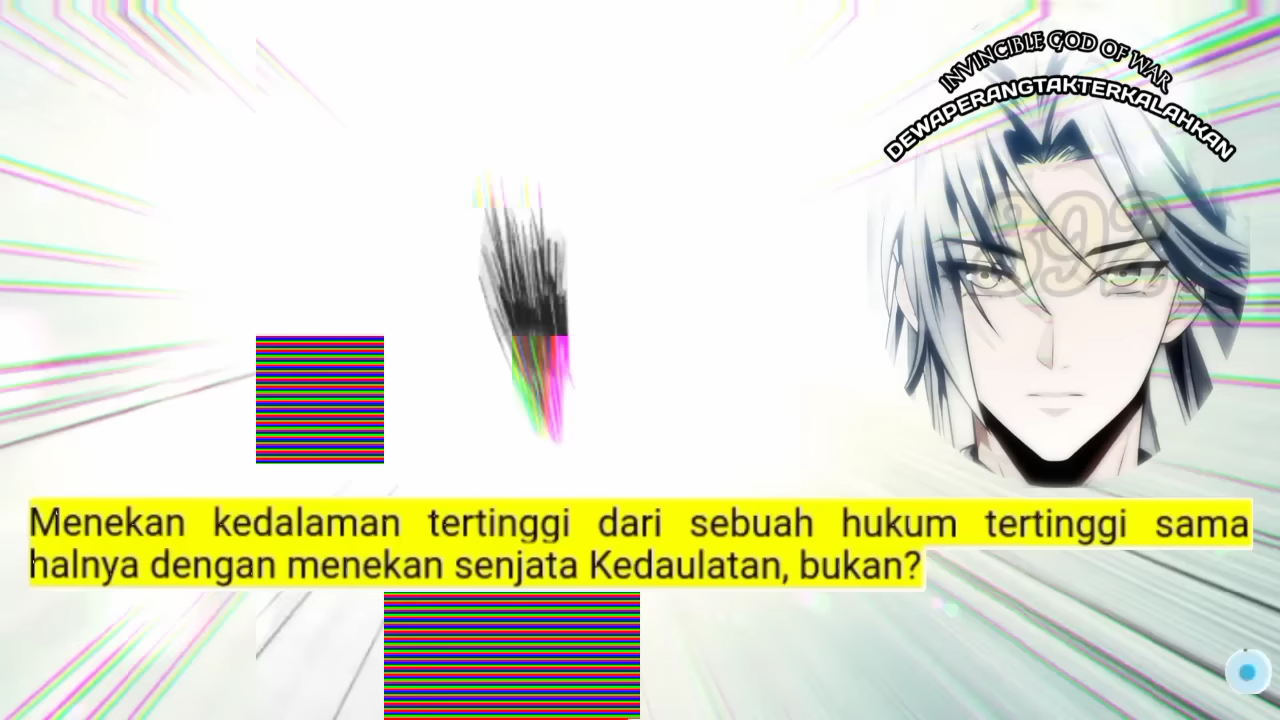 INVINCIBLE GOD OF WAR
DEWAPERANGTAKTERKALAHKAN
392
Menekan kedalaman tertinggi dari sebuah hukum tertinggi sama
halnya dengan menekan senjata Kedaulatan, bukan?